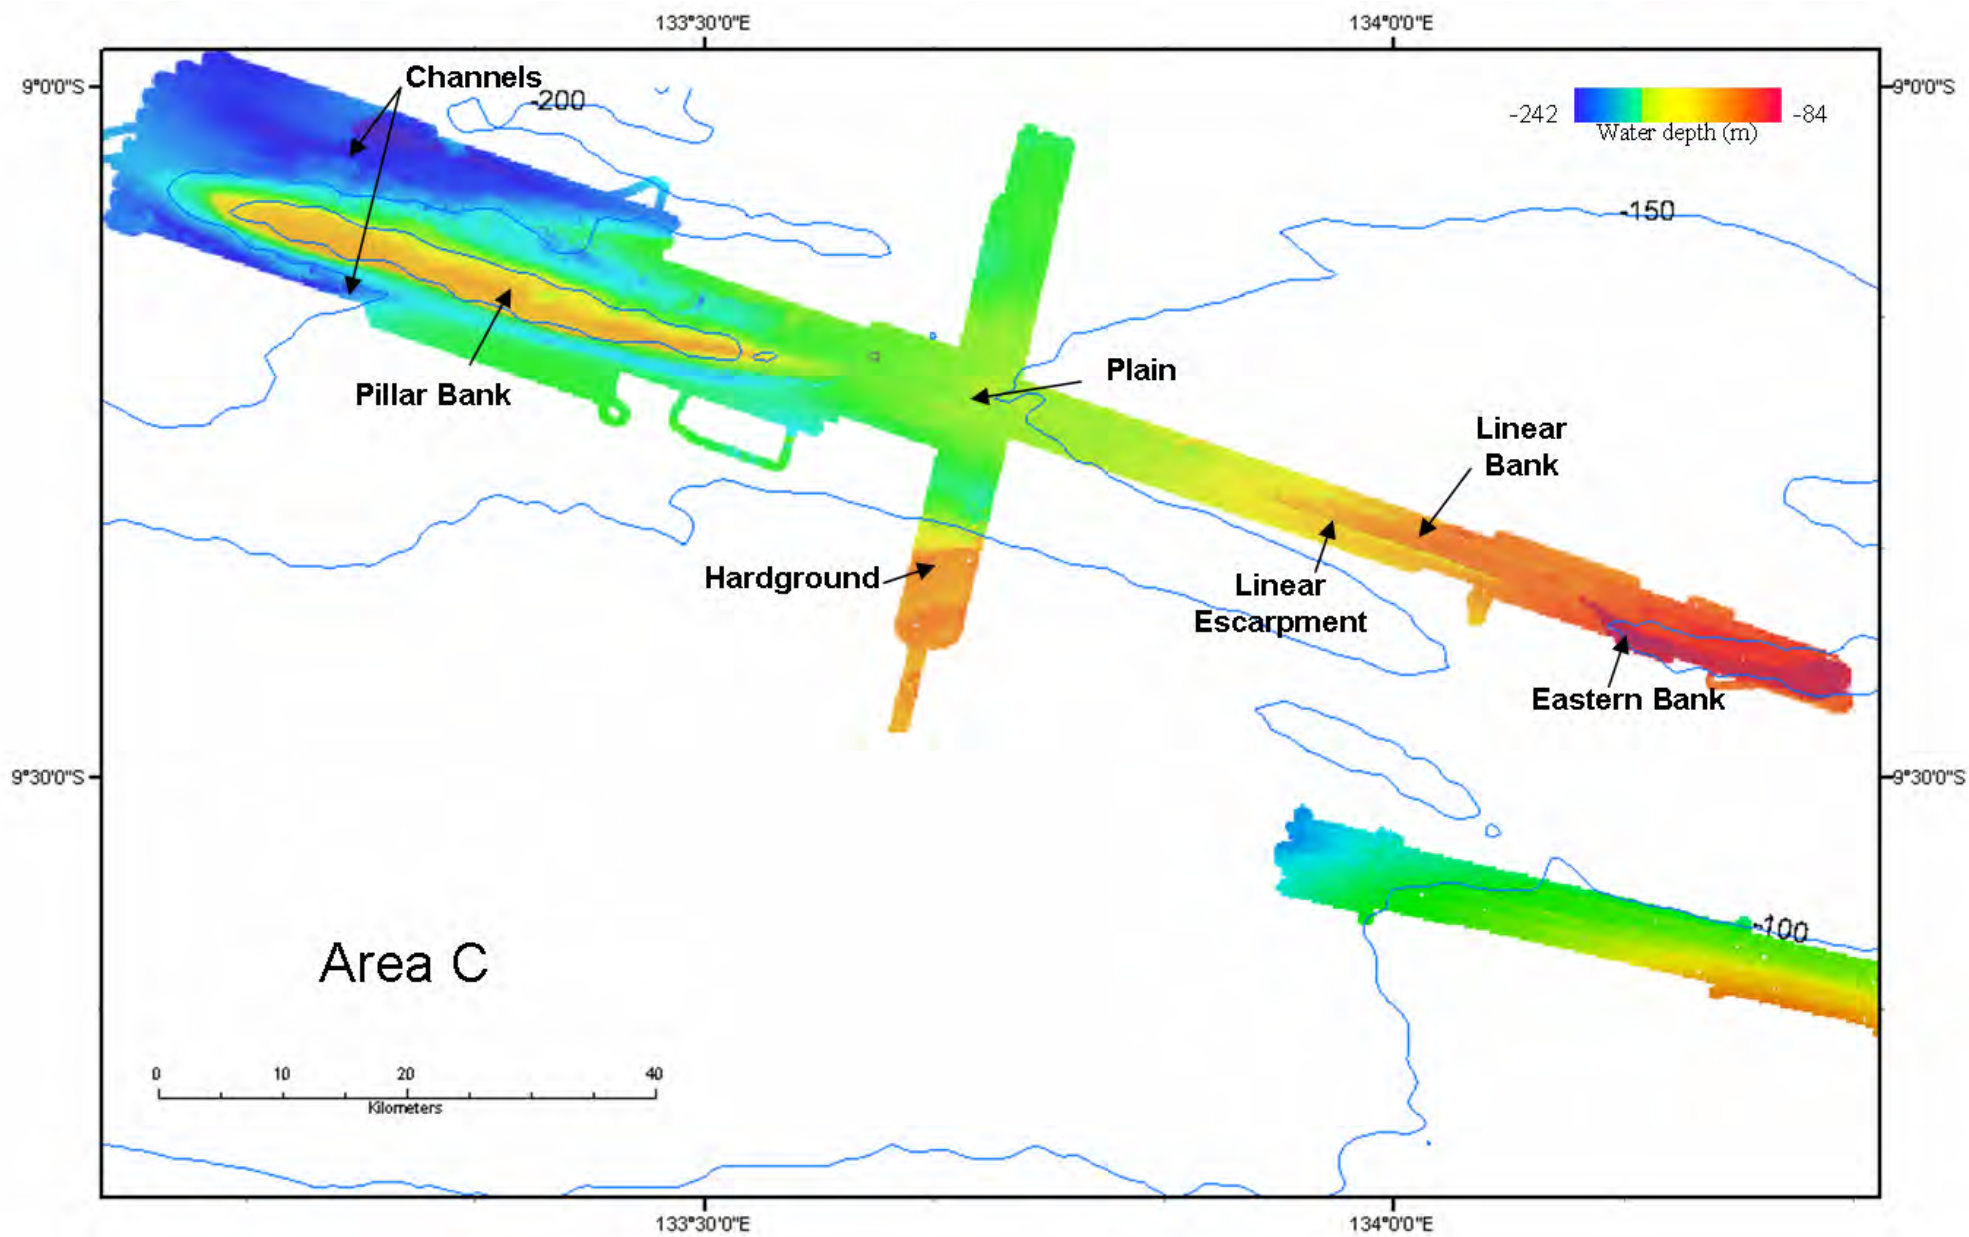 133°30'0"E
134°0'0"E
9°0'0"S
Channels
-200
-242
-84
Water depth (m)
9°0'0"S
-150
Plain
Pillar Bank
Linear
Bank
Hardground
Linear
Escarpment
Eastern Bank
9°30'0"S
9°30'0"S
-100
Area C
0
10
20
40
Kilometers
133°30'0"E
134°0'0"E